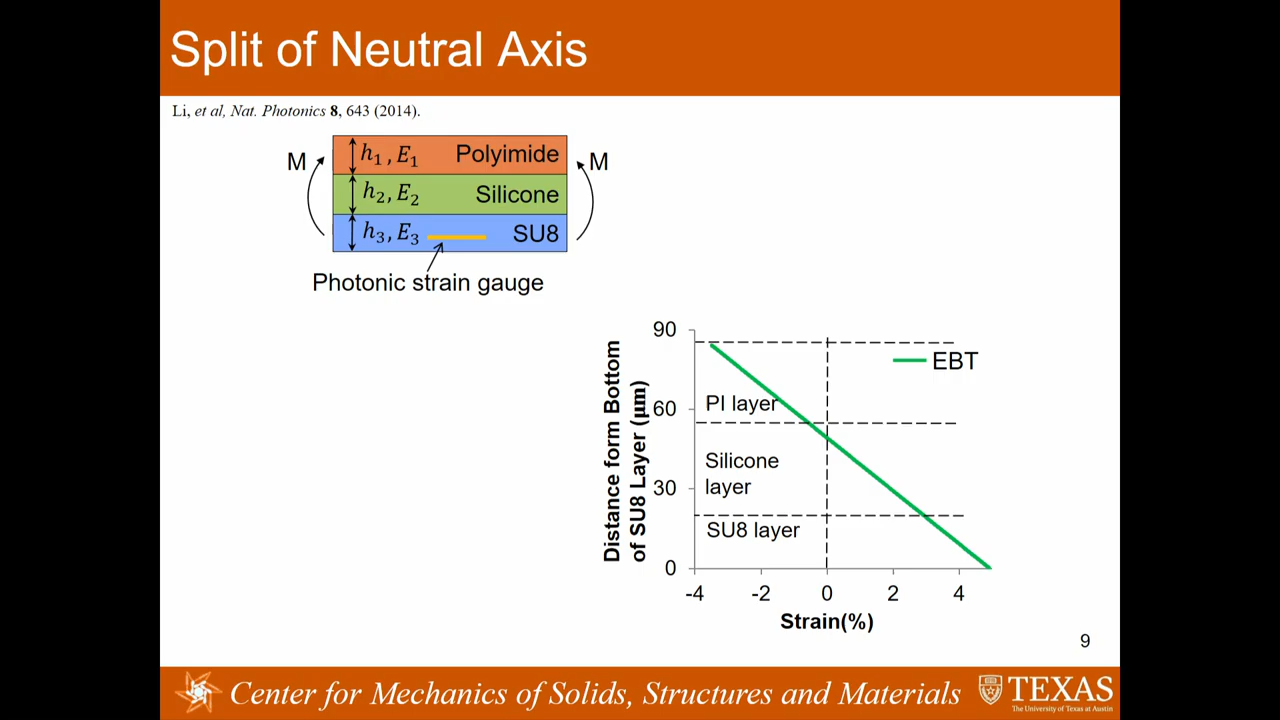 Split of Neutral Axis
Li, et al, Nat. Photonics 8, 643 (2014).
M
h₁, E₁ Polyimide
M
h₂, E₂ Silicone
h₃, E₃ SU8
Photonic strain gauge
Distance form Bottom
of SU8 Layer (μm)
90
60
30
0
EBT
PI layer
Silicone
layer
SU8 layer
-4 -2 0 2 4
Strain(%)
9
Center for Mechanics of Solids, Structures and Materials
TEXAS
The University of Texas at Austin